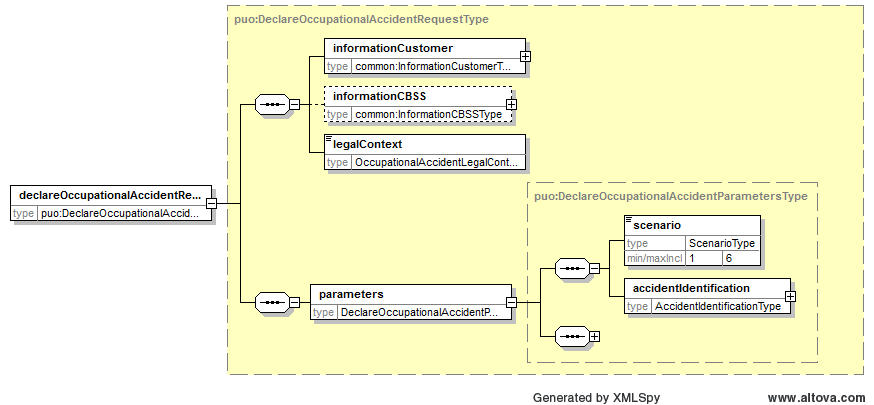 puo:DeclareOccupationalAccidentRequestType
informationCustomer
type common:InformationCustomerT...
informationCBSS
type common:InformationCBSSType
legalContext
type OccupationalAccidentLegalCont...
declareOccupationalAccidentRe...
type puo:DeclareOccupationalAccid...
puo:DeclareOccupationalAccidentParametersType
scenario
type ScenarioType
min/maxIncl 1 6
accidentIdentification
type AccidentIdentificationType
parameters
type DeclareOccupationalAccidentP...
Generated by XMLSpy www.altova.com